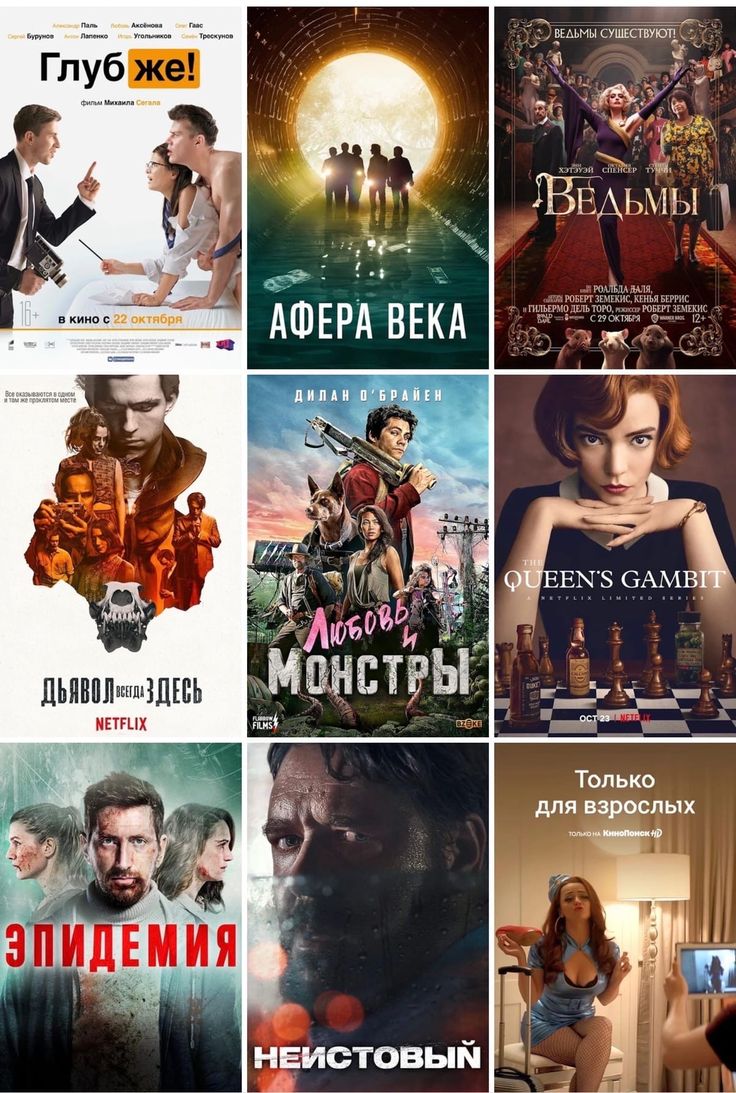 Александр Паль Любовь Аксёнова Олег Гаас
Сергей Бурунов Антон Лапенко Игорь Угольников Семён Трескунов
Глубже!
фильм Михаила Сегала
16+
в кино с 22 октября
АФЕРА ВЕКА
ВЕДЬМЫ СУЩЕСТВУЮТ!
ЭНН ХЭТЭУЭЙ ОКТАВИЯ СПЕНСЕР СТЭНЛИ ТУЧЧИ
ВЕДЬМЫ
РОАЛЬДА ДАЛЯ,
РОБЕРТ ЗЕМЕКИС, КЕНЬЯ БЕРРИС
И ГИЛЬЕРМО ДЕЛЬ ТОРО, РЕЖИССЕР РОБЕРТ ЗЕМЕКИС
С 29 ОКТЯБРЯ
12+
Все оказываются в одном
и том же проклятом месте
ДЬЯВОЛ ВСЕГДА ЗДЕСЬ
NETFLIX
ДИЛАН О'БРАЙЕН
ЛЮБОВЬ
И
МОНСТРЫ
FLARROW
FILMS
THE
QUEEN'S GAMBIT
A NETFLIX LIMITED SERIES
OCT 23 | NETFLIX
ЭПИДЕМИЯ
НЕИСТОВЫЙ
Только
для взрослых
ТОЛЬКО НА КиноПоиск HD